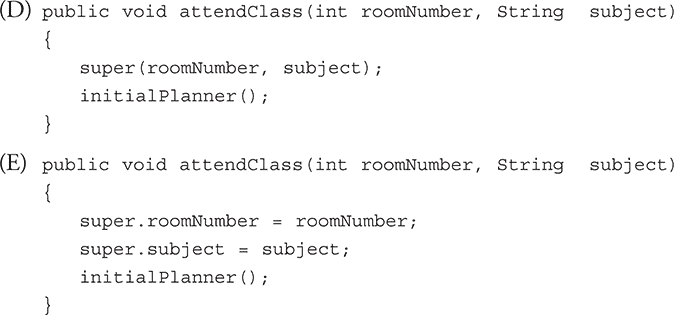 (D) public void attendClass(int roomNumber, String  subject)
{
super(roomNumber, subject);
initialPlanner();
}
(E) public void attendClass(int roomNumber, String  subject)
{
super.roomNumber = roomNumber;
super.subject = subject;
initialPlanner();
}